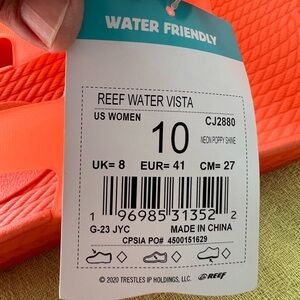 WATER FRIENDLY
REEF WATER VISTA
US WOMEN
CJ2880
10
NEON POPPY SHINE
UK= 8 EUR= 41 CM= 27
1 96985 31352 2
G-23 JYC MADE IN CHINA
CPSIA PO# 4500151629
© 2020 TRESTLES IP HOLDINGS, LLC.
REEF